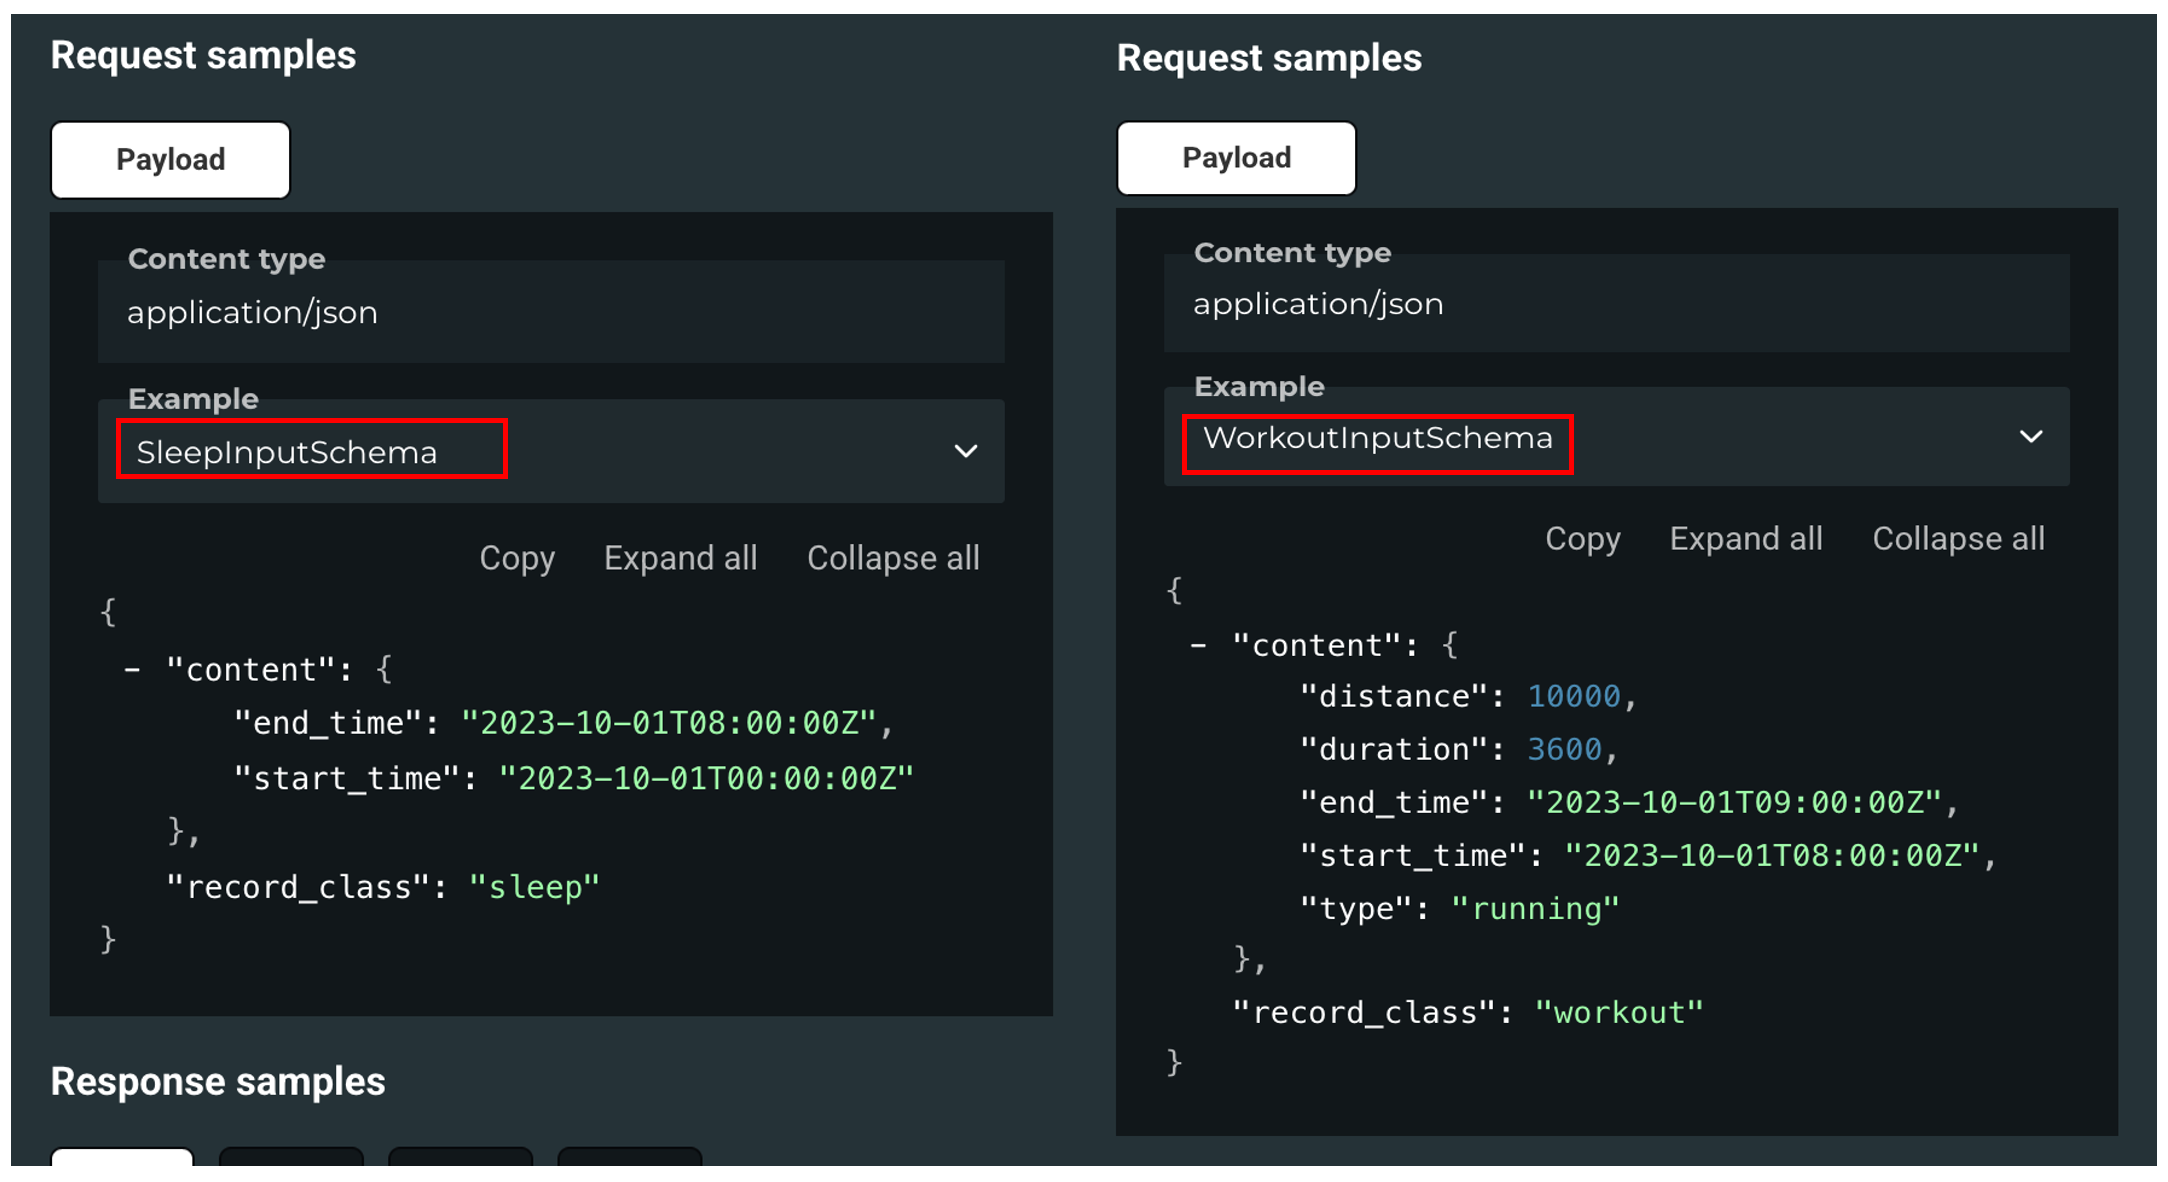 Request samples
Payload
Content type
application/json
Example
SleepInputSchema
Copy Expand all Collapse all
{
- "content": {
"end_time": "2023-10-01T08:00:00Z",
"start_time": "2023-10-01T00:00:00Z"
},
"record_class": "sleep"
}
Response samples
Request samples
Payload
Content type
application/json
Example
WorkoutInputSchema
Copy Expand all Collapse all
{
- "content": {
"distance": 10000,
"duration": 3600,
"end_time": "2023-10-01T09:00:00Z",
"start_time": "2023-10-01T08:00:00Z",
"type": "running"
},
"record_class": "workout"
}